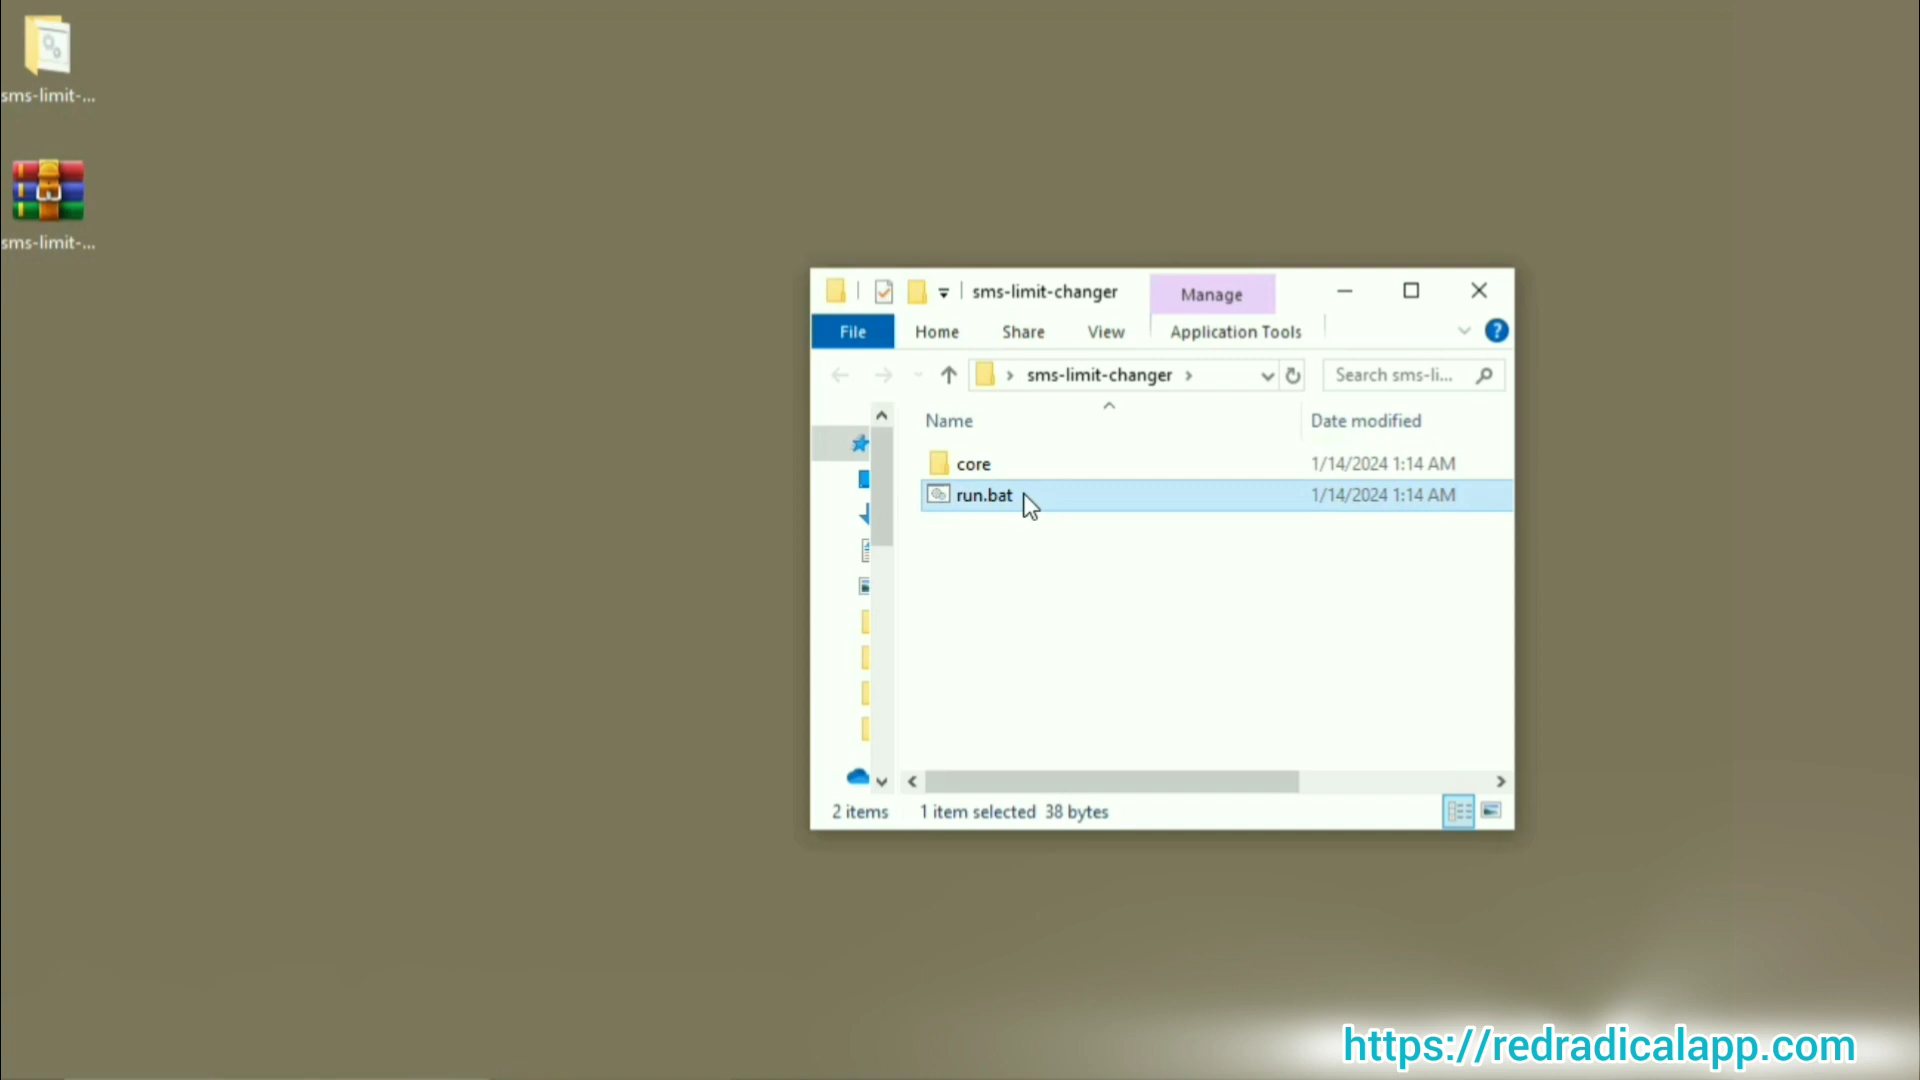 sms-limit-...
sms-limit-...
sms-limit-changer
Manage
File
Home
Share
View
Application Tools
?
sms-limit-changer
Search sms-li...
Name
Date modified
core
1/14/2024 1:14 AM
run.bat
1/14/2024 1:14 AM
2 items
1 item selected 38 bytes
https://redradicalapp.com